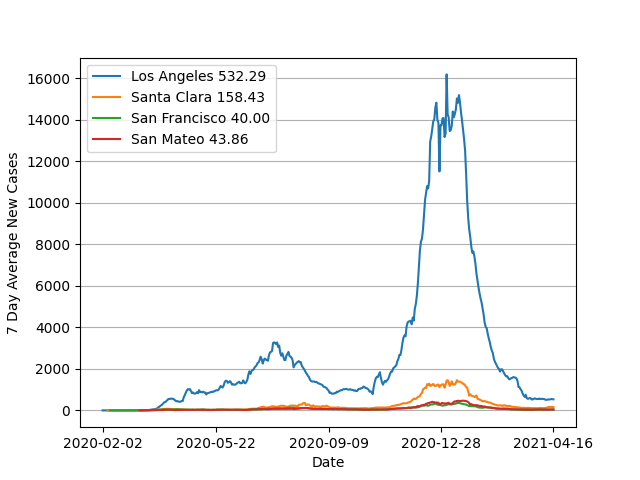 Los Angeles 532.29
Santa Clara 158.43
San Francisco 40.00
San Mateo 43.86
16000
14000
12000
10000
8000
6000
4000
2000
0
7 Day Average New Cases
2020-02-02 2020-05-22 2020-09-09 2020-12-28 2021-04-16
Date